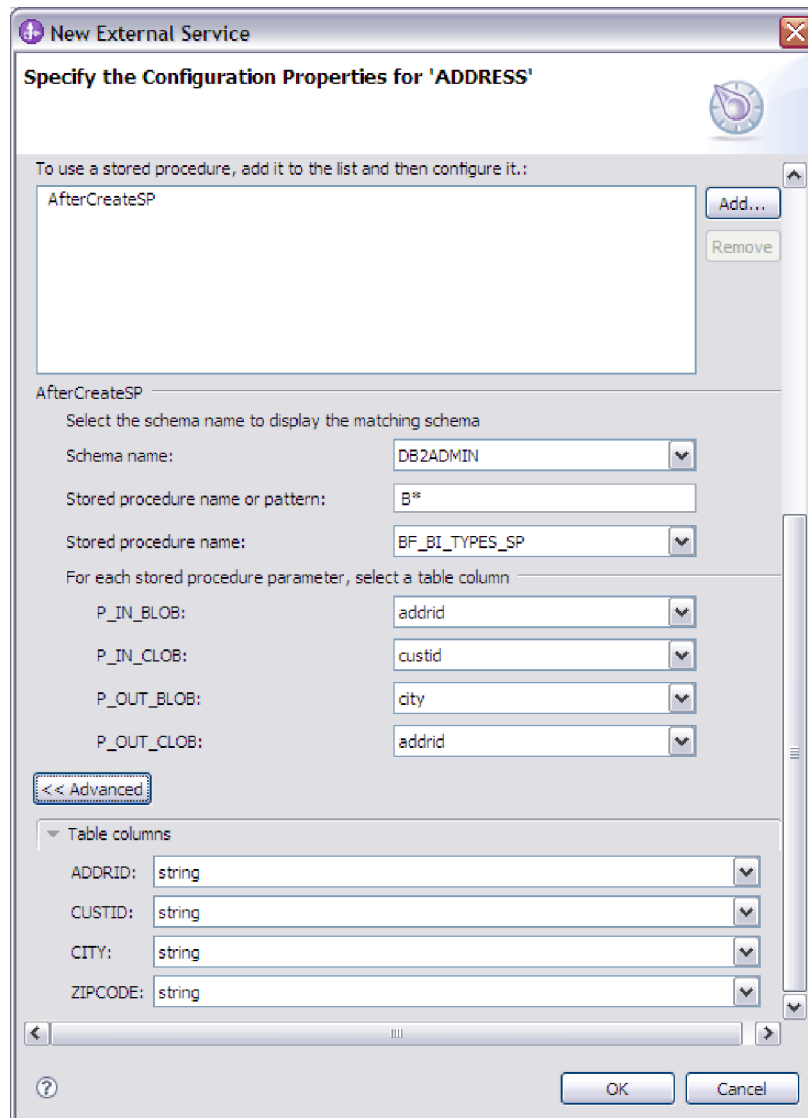 New External Service
Specify the Configuration Properties for 'ADDRESS'
To use a stored procedure, add it to the list and then configure it.:
AfterCreateSP
Add...
Remove
AfterCreateSP
Select the schema name to display the matching schema
Schema name: DB2ADMIN
Stored procedure name or pattern: B*
Stored procedure name: BF_BI_TYPES_SP
For each stored procedure parameter, select a table column
P_IN_BLOB: addrid
P_IN_CLOB: custid
P_OUT_BLOB: city
P_OUT_CLOB: addrid
<< Advanced
Table columns
ADDRID: string
CUSTID: string
CITY: string
ZIPCODE: string
?
OK Cancel